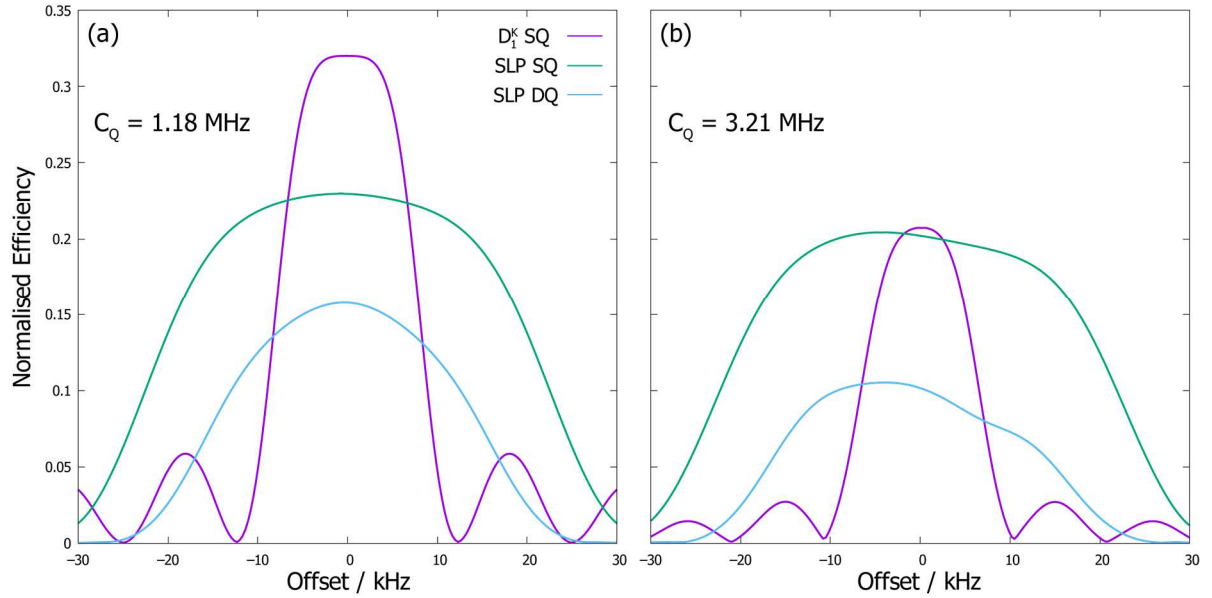 (a)
D₁ᴷ SQ
SLP SQ
SLP DQ
C_Q = 1.18 MHz
Normalised Efficiency
0.35
0.3
0.25
0.2
0.15
0.1
0.05
0
−30 −20 −10 0 10 20 30
Offset / kHz
(b)
C_Q = 3.21 MHz
−30 −20 −10 0 10 20 30
Offset / kHz